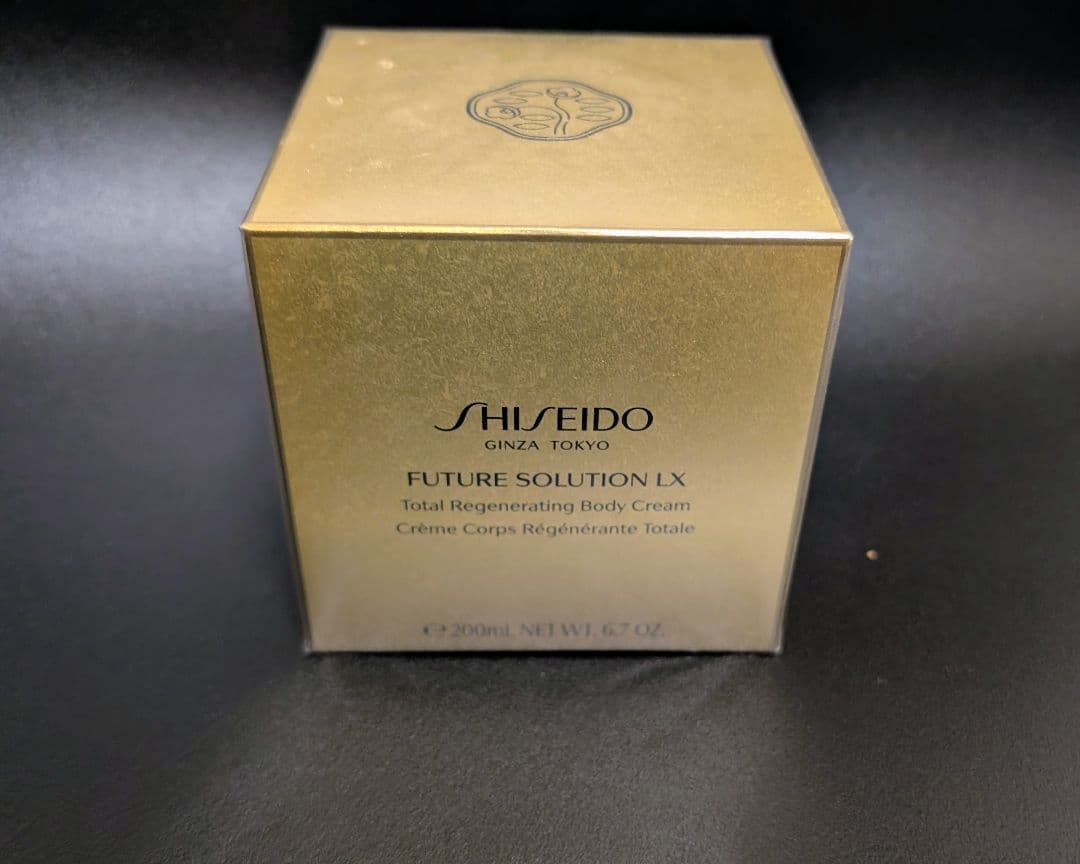 SHISEIDO
GINZA TOKYO
FUTURE SOLUTION LX
Total Regenerating Body Cream
Crème Corps Régénérante Totale
℮ 200mL NET WT. 6.7 OZ.